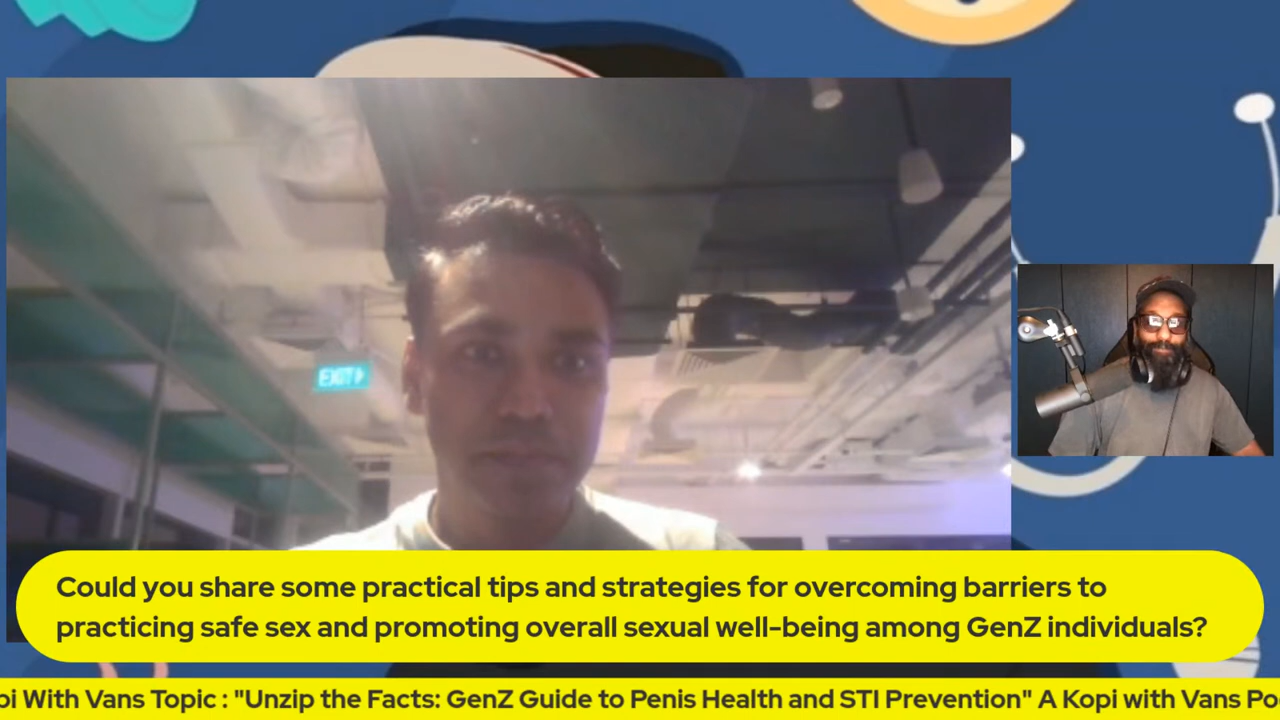 EXIT
Could you share some practical tips and strategies for overcoming barriers to
practicing safe sex and promoting overall sexual well-being among GenZ individuals?
pi With Vans Topic : "Unzip the Facts: GenZ Guide to Penis Health and STI Prevention" A Kopi with Vans Po